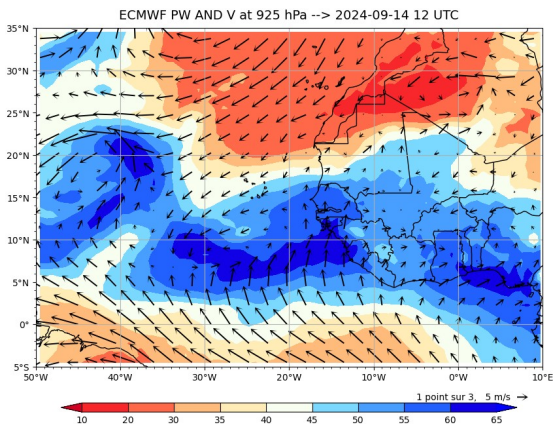 ECMWF PW AND V at 925 hPa --> 2024-09-14 12 UTC
35°N
30°N
25°N
20°N
15°N
10°N
5°N
0°
5°S
50°W 40°W 30°W 20°W 10°W 0°W 10°E
1 point sur 3, 5 m/s
10 20 30 35 40 45 50 55 60 65